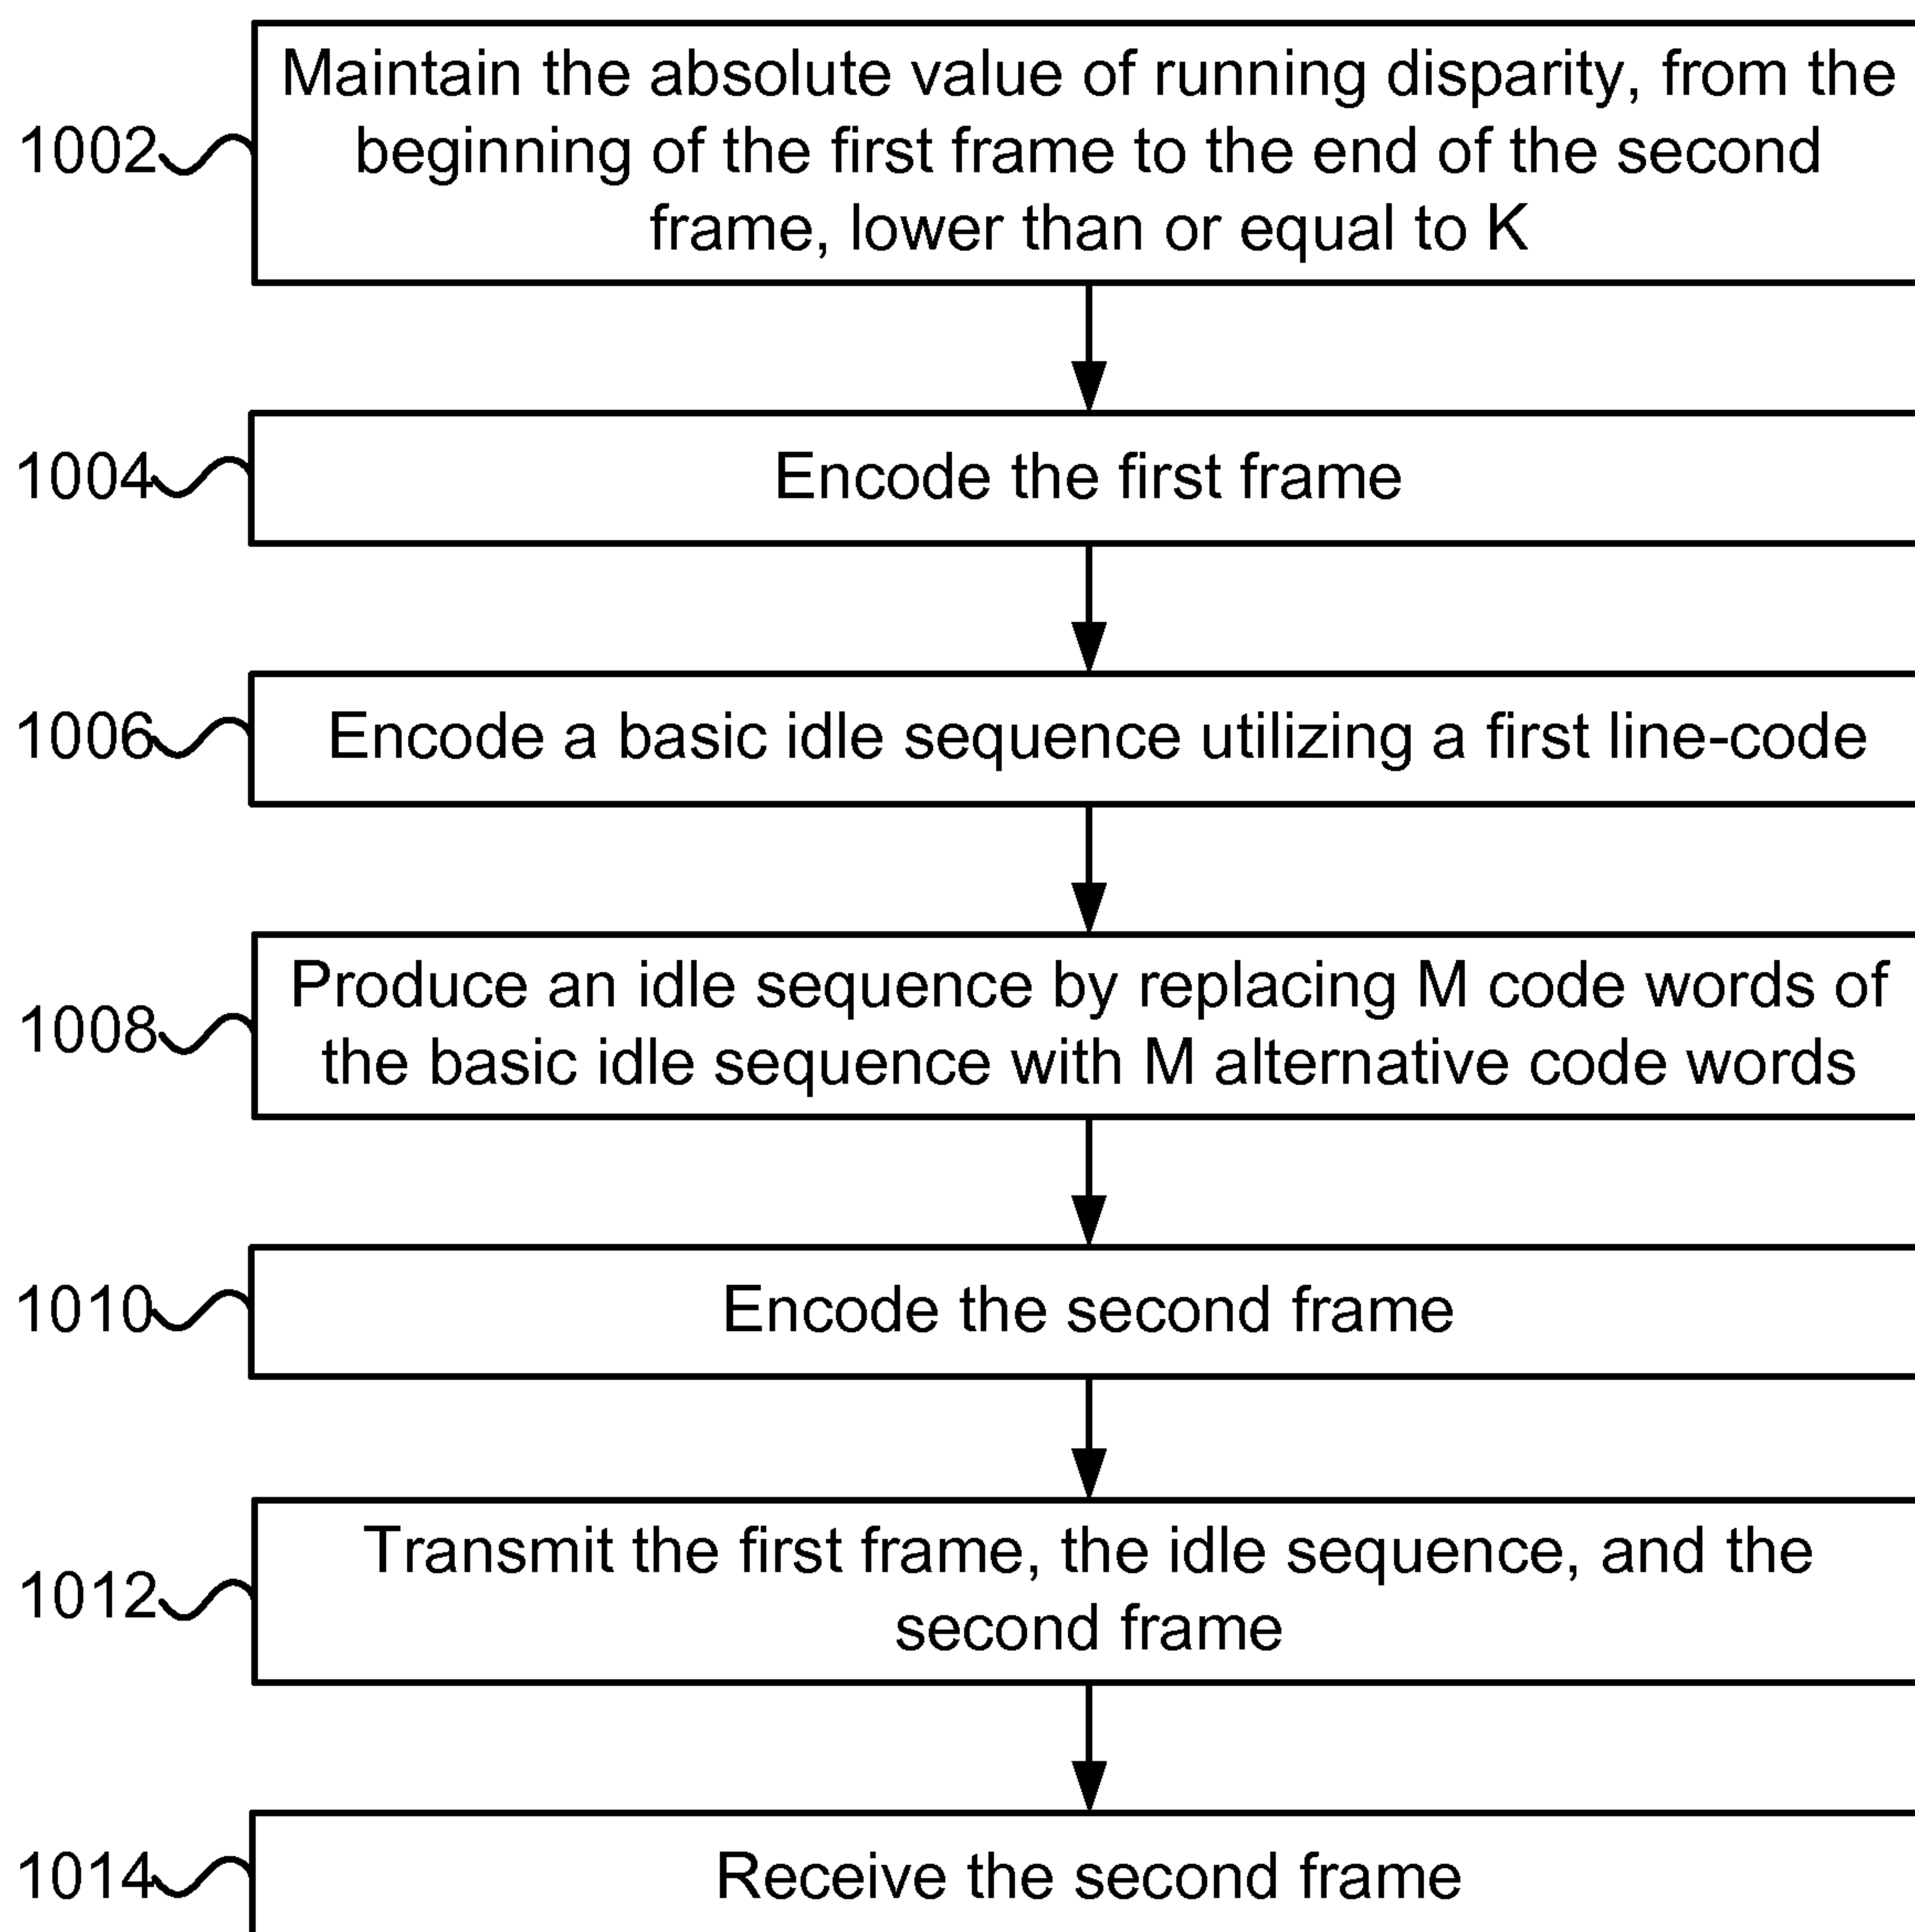 Maintain the absolute value of running disparity, from the
1002 beginning of the first frame to the end of the second
frame, lower than or equal to K
1004 Encode the first frame
1006 Encode a basic idle sequence utilizing a first line-code
Produce an idle sequence by replacing M code words of
1008
the basic idle sequence with M alternative code words
1010 Encode the second frame
Transmit the first frame, the idle sequence, and the
1012
second frame
1014 Receive the second frame